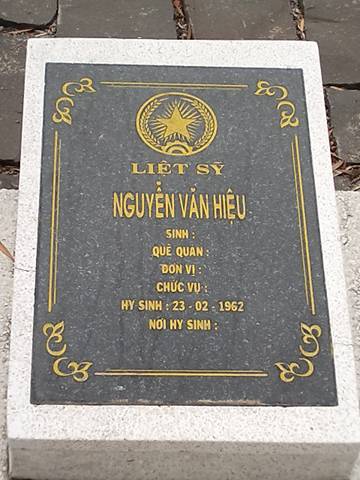 LIỆT SỸ
NGUYỄN VĂN HIỆU
SINH :
QUÊ QUÁN :
ĐƠN VỊ :
CHỨC VỤ :
HY SINH : 23 - 02 - 1962
NƠI HY SINH :